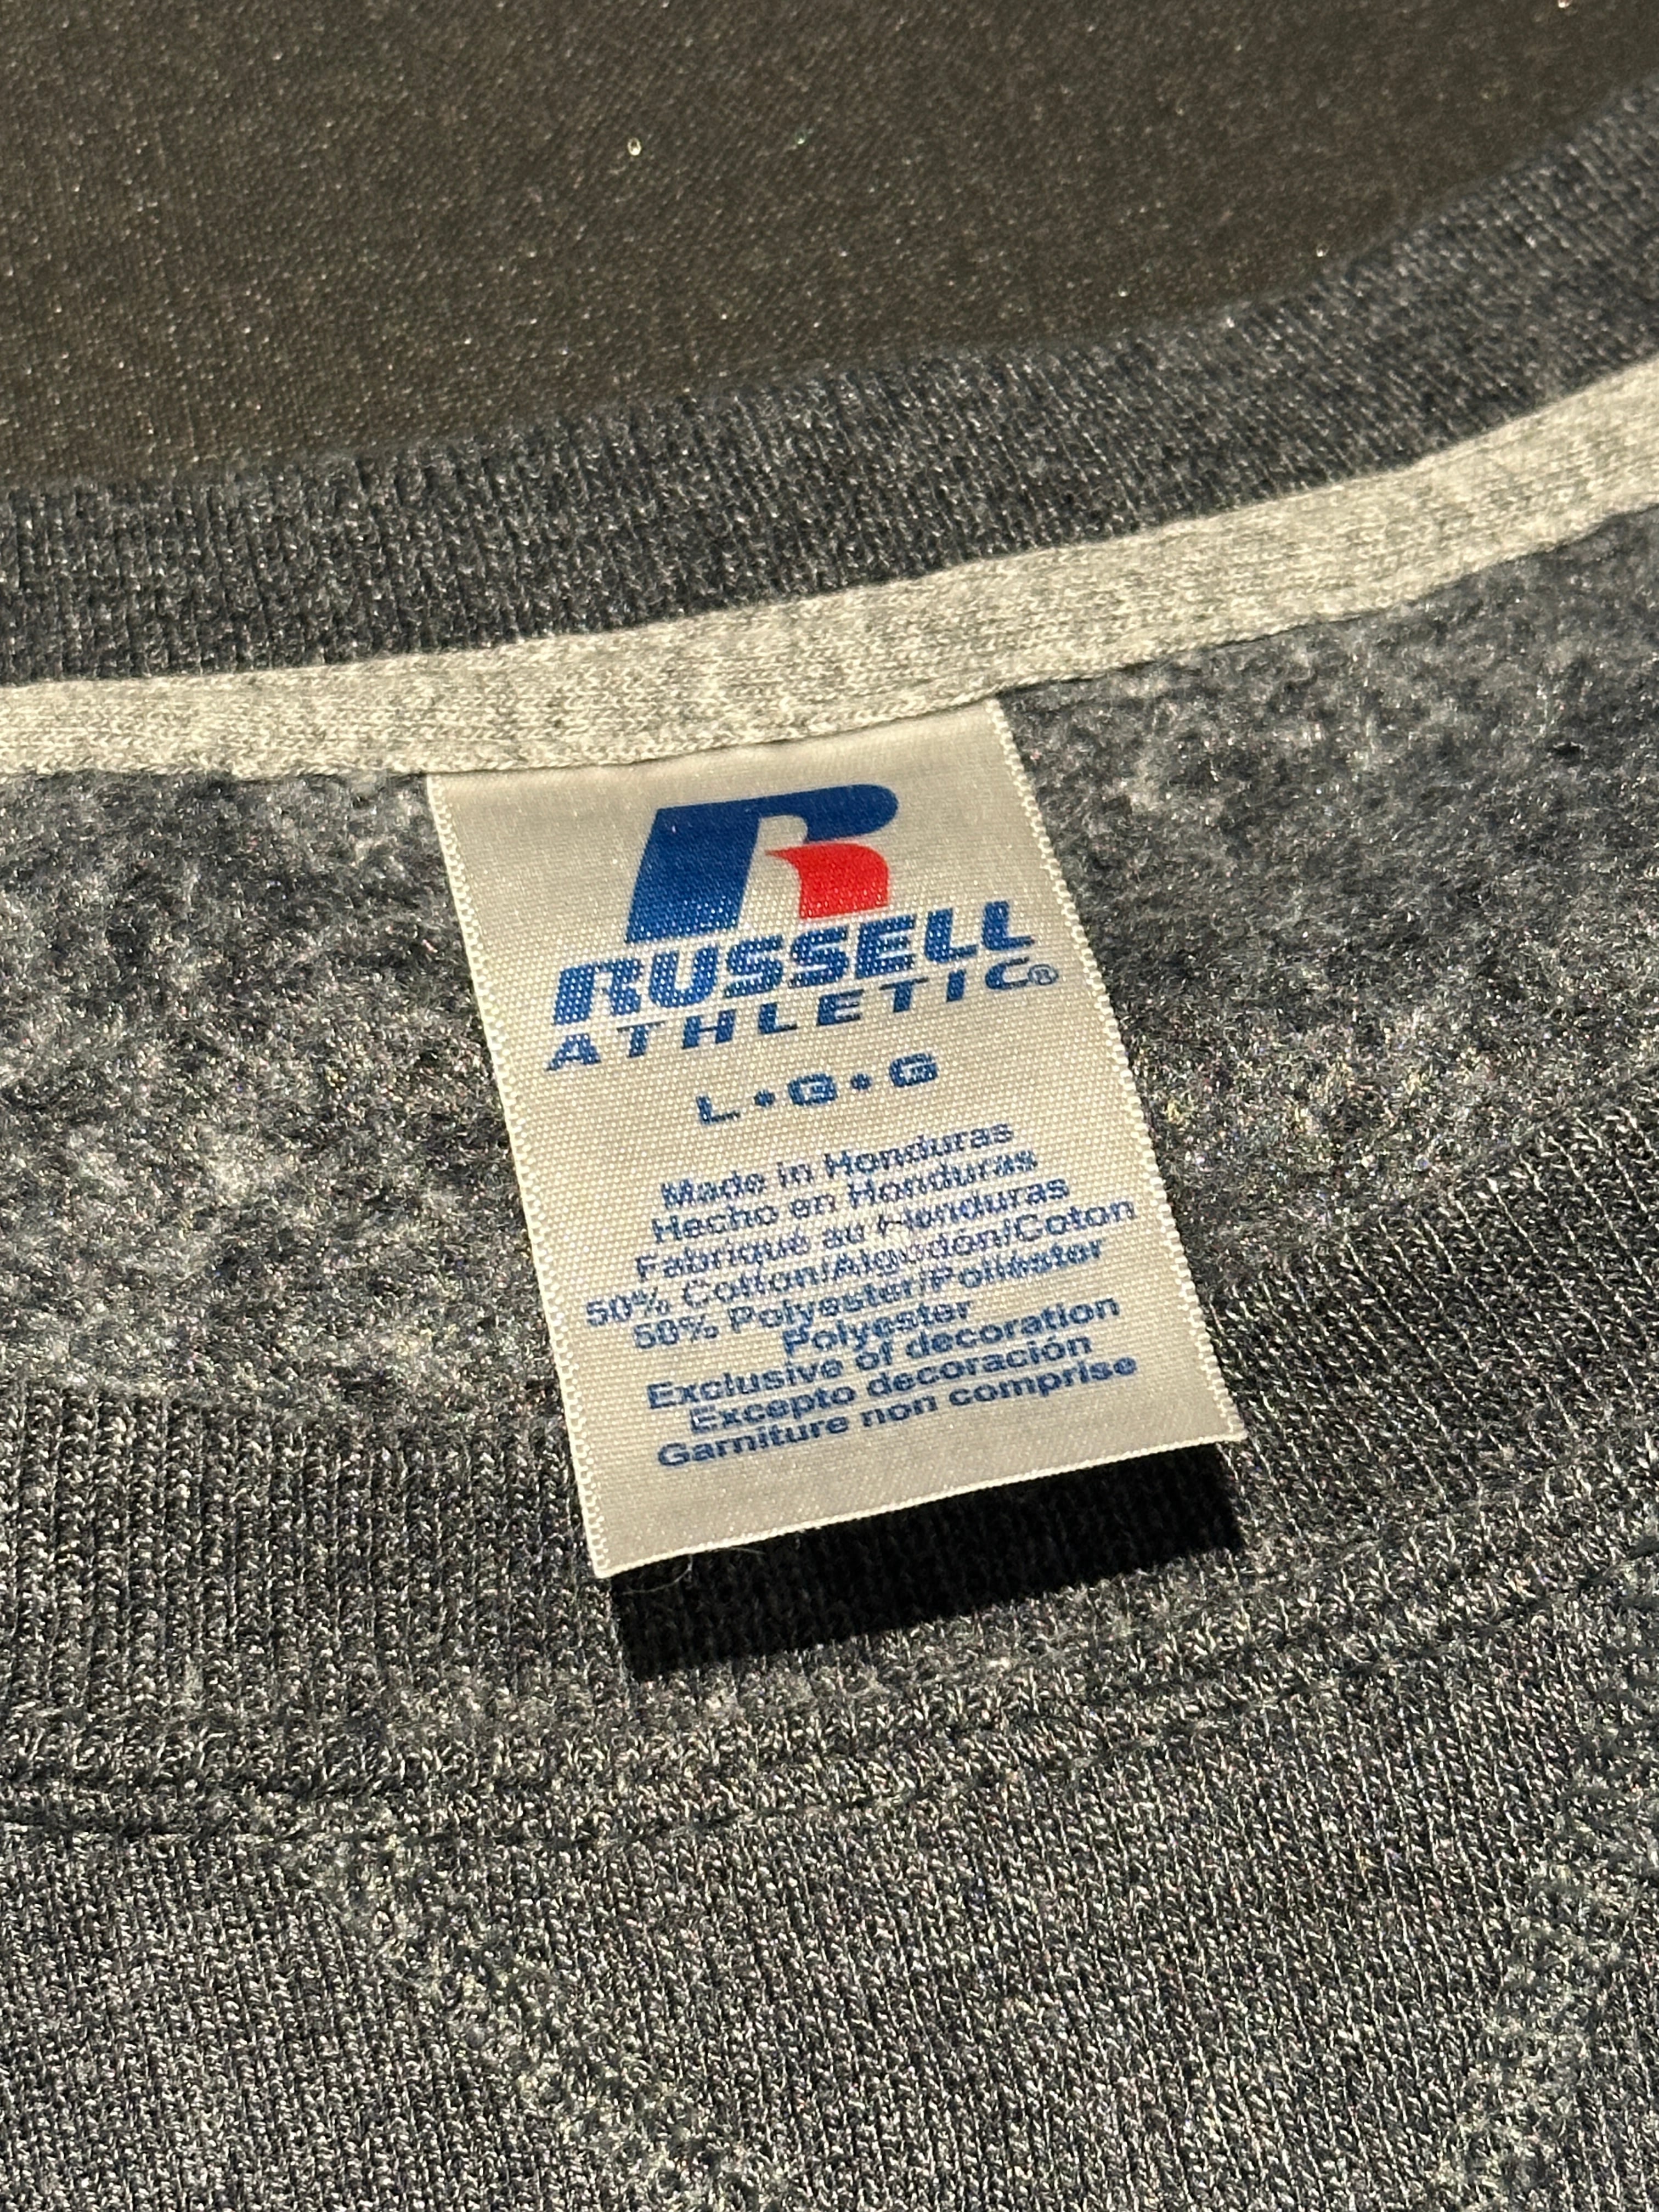 R
RUSSELL
ATHLETIC®
L•G•G
Made in Honduras
Hecho en Honduras
Fabriqué au Honduras
50% Cotton/Algodon/Coton
50% Polyester/Poliéster
Polyester
Exclusive of decoration
Excepto decoración
Garniture non comprise